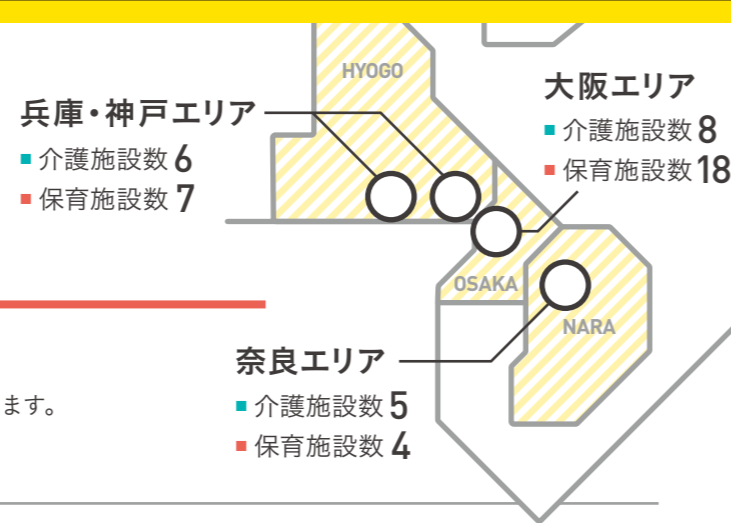 HYOGO
兵庫・神戸エリア
介護施設数 6
保育施設数 7
大阪エリア
介護施設数 8
保育施設数 18
OSAKA
NARA
奈良エリア
介護施設数 5
保育施設数 4
ます。